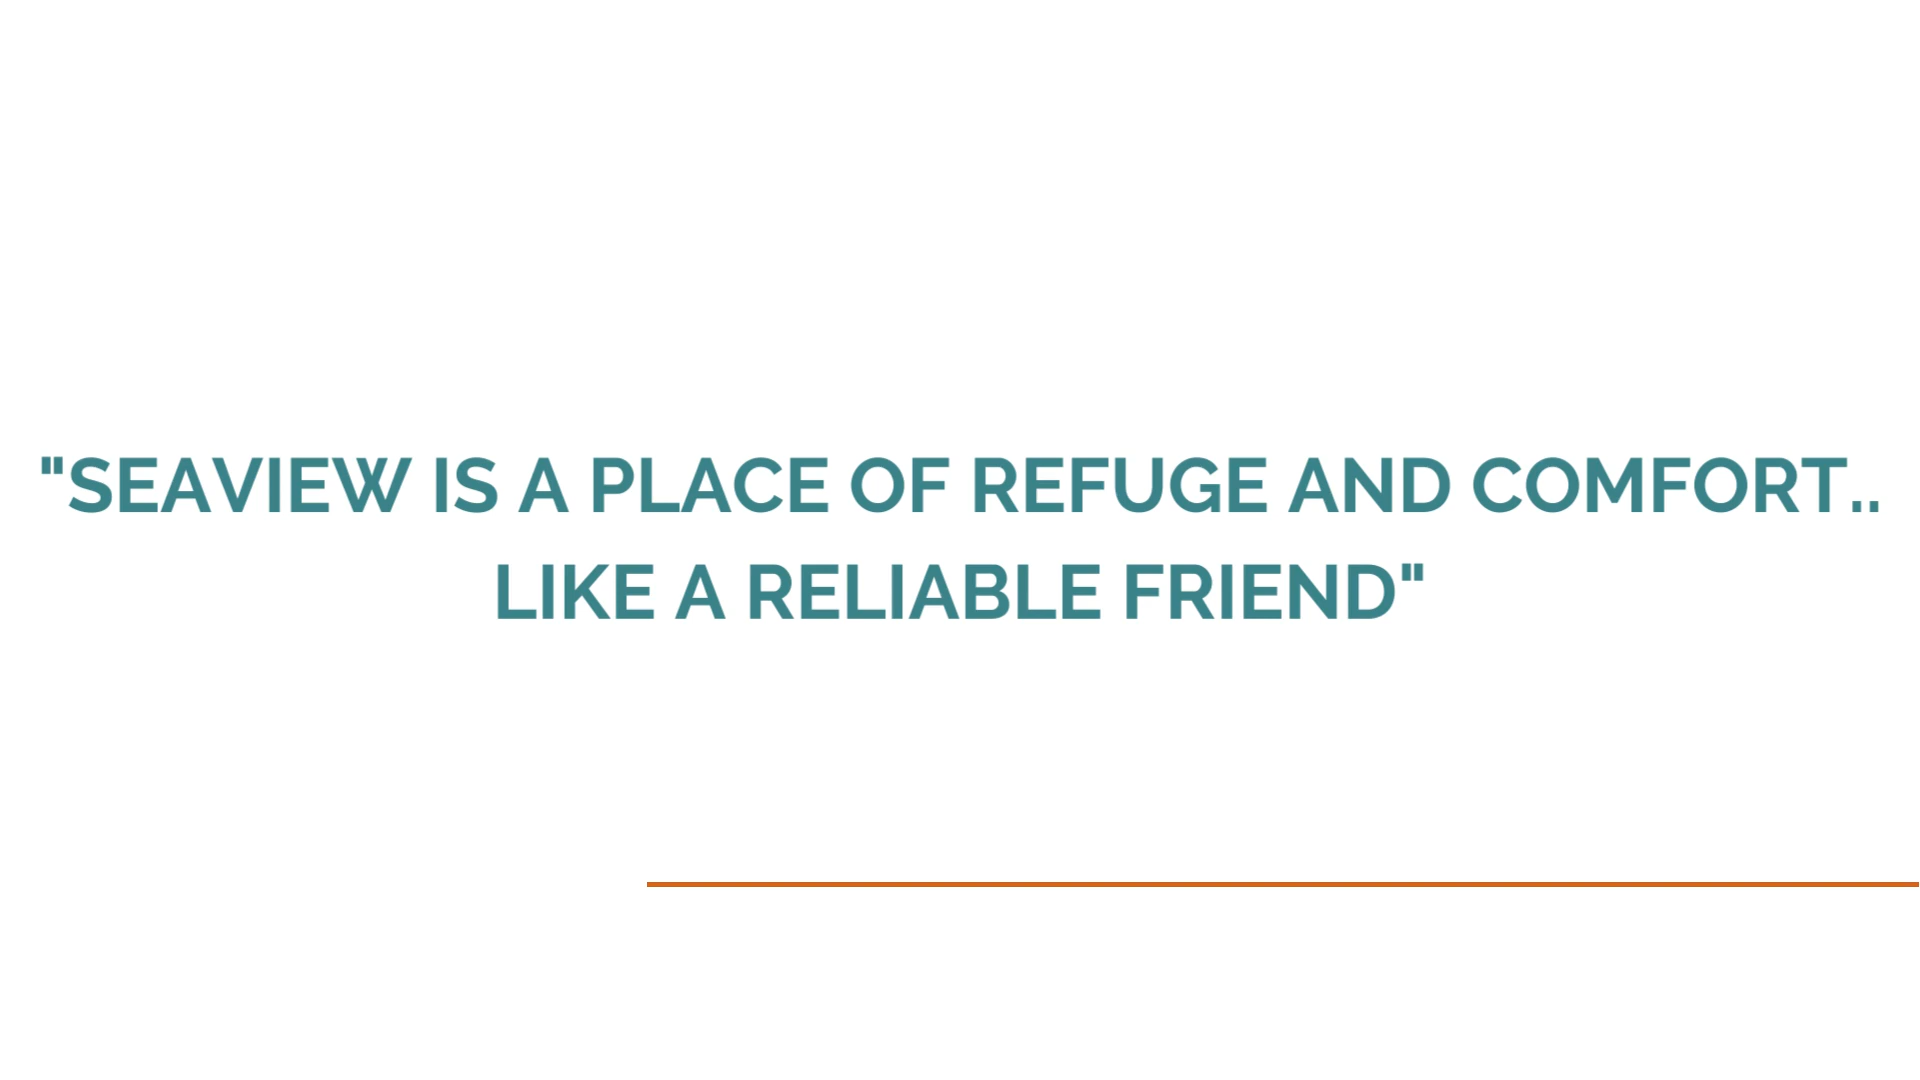 "SEAVIEW IS A PLACE OF REFUGE AND COMFORT..
LIKE A RELIABLE FRIEND"